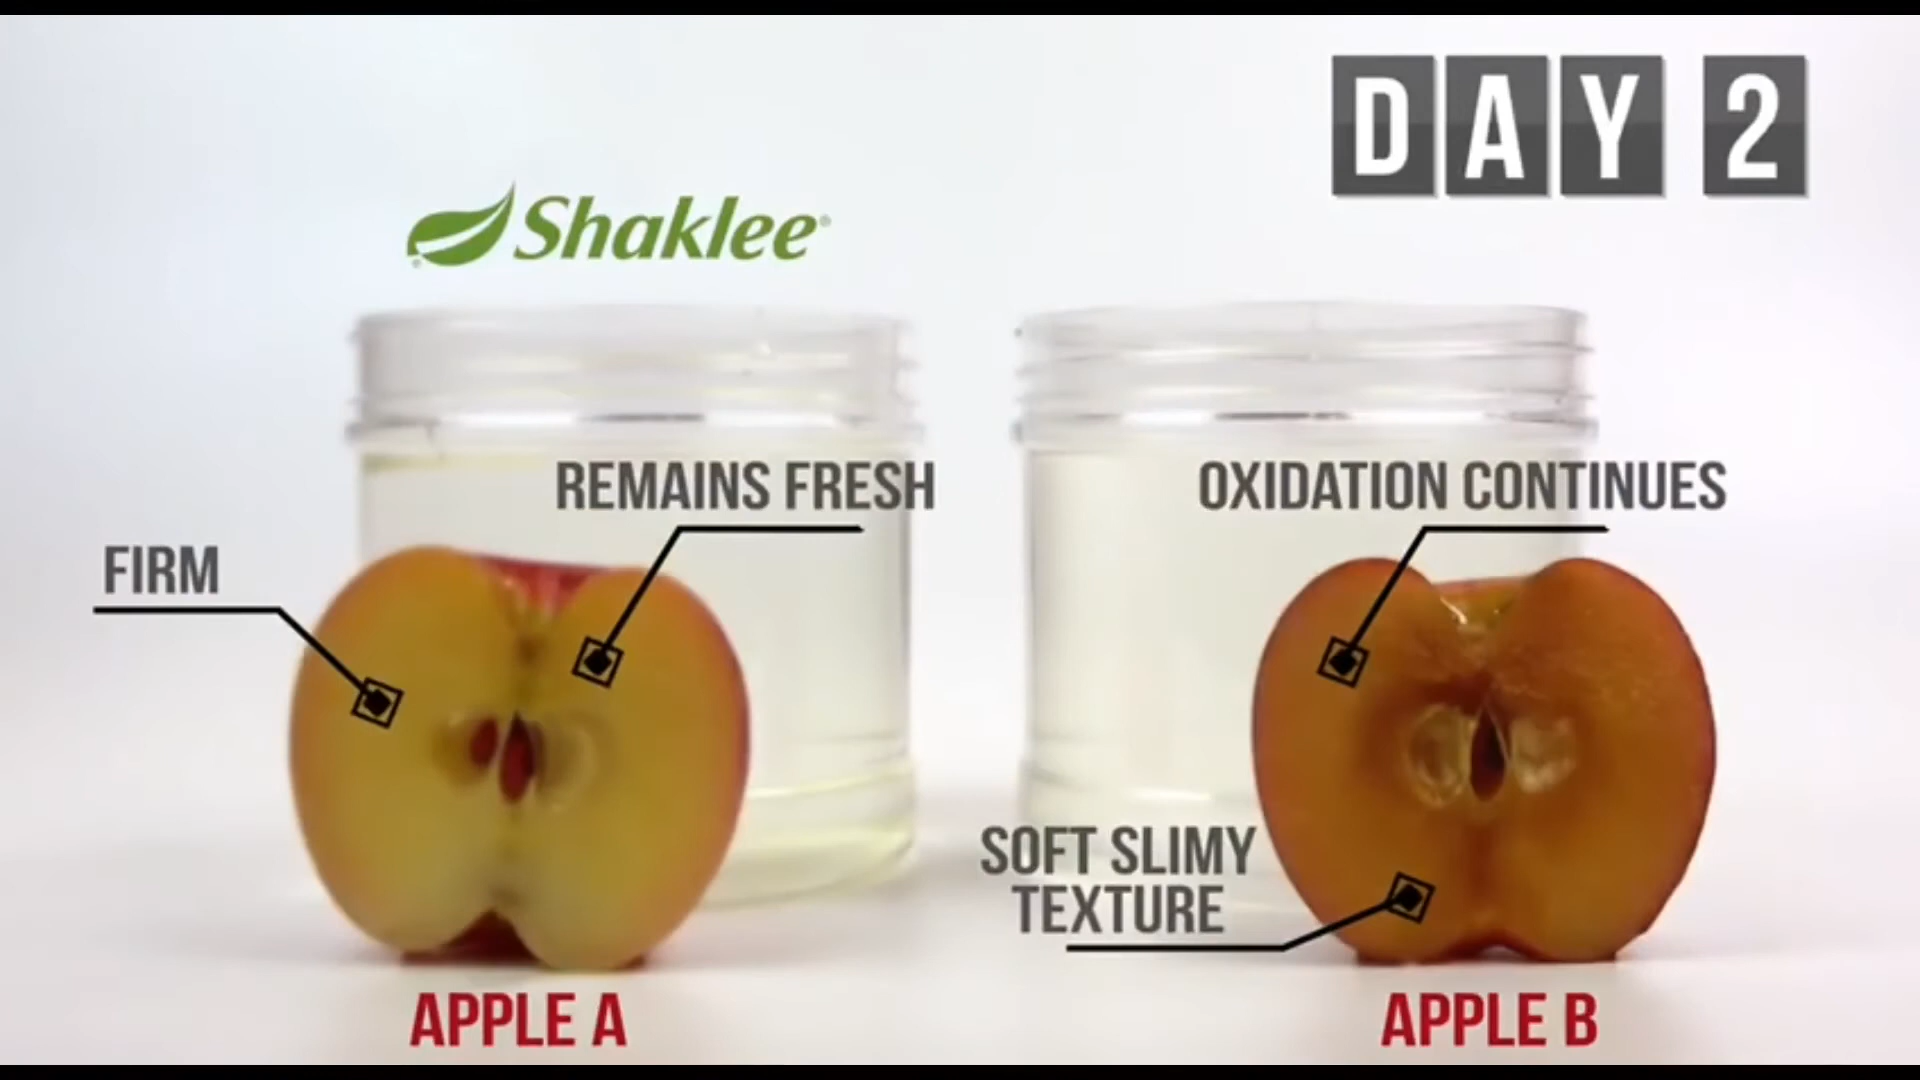 DAY 2
Shaklee®
REMAINS FRESH
OXIDATION CONTINUES
FIRM
SOFT SLIMY
TEXTURE
APPLE A
APPLE B